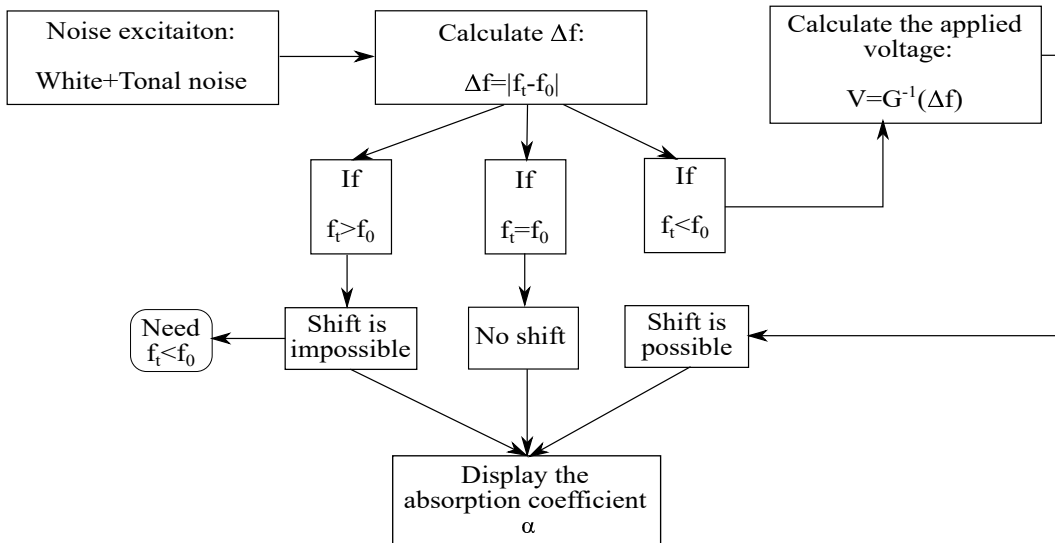 Noise excitaiton:
White+Tonal noise
Calculate Δf:
Δf=|fₜ-f₀|
Calculate the applied
voltage:
V=G⁻¹(Δf)
If
fₜ>f₀
If
fₜ=f₀
If
fₜ<f₀
Need
fₜ<f₀
Shift is
impossible
No shift
Shift is
possible
Display the
absorption coefficient
α